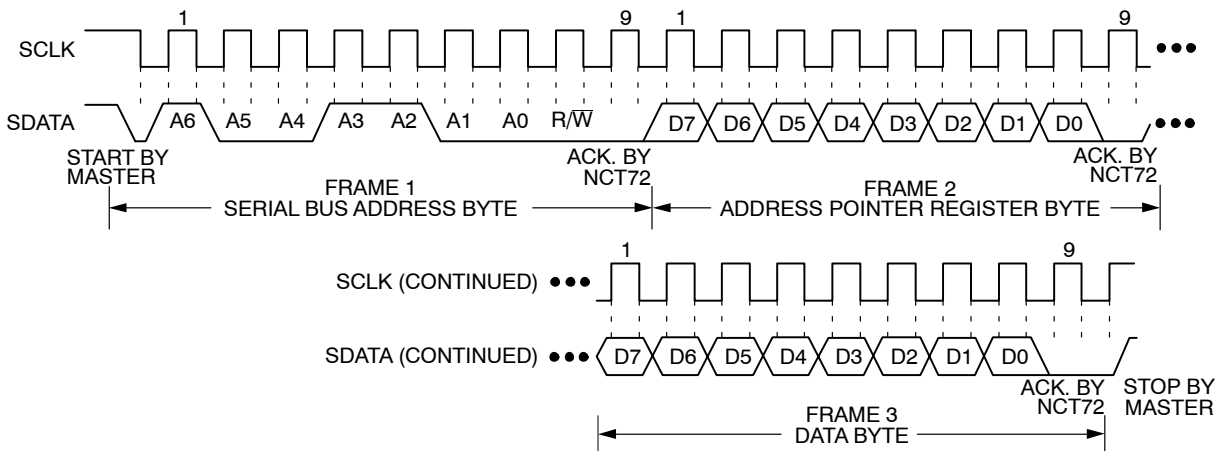 1 9 1 9
SCLK •••
SDATA A6 A5 A4 A3 A2 A1 A0 R/W̅ D7 D6 D5 D4 D3 D2 D1 D0 •••
START BY
MASTER
ACK. BY
NCT72
ACK. BY
NCT72
FRAME 1
SERIAL BUS ADDRESS BYTE
FRAME 2
ADDRESS POINTER REGISTER BYTE
1 9
SCLK (CONTINUED) •••
SDATA (CONTINUED) ••• D7 D6 D5 D4 D3 D2 D1 D0
ACK. BY
NCT72
STOP BY
MASTER
FRAME 3
DATA BYTE